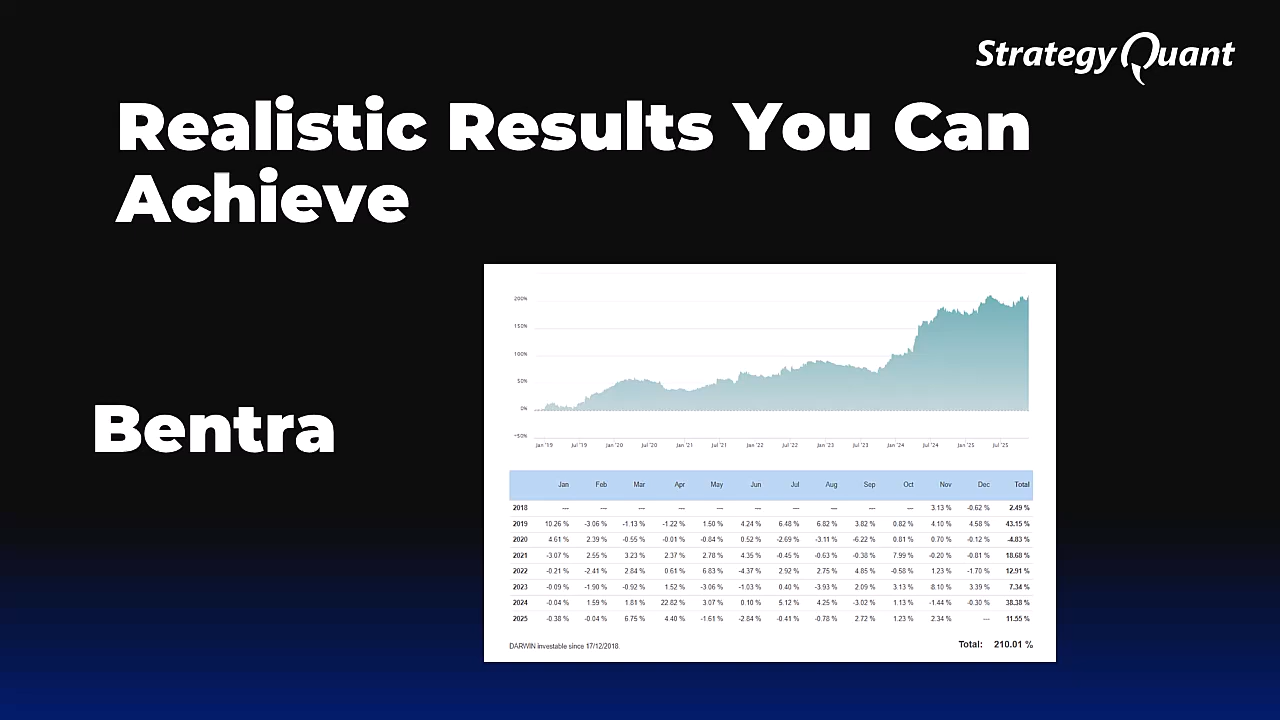 StrategyQuant
Realistic Results You Can
Achieve
Bentra
200%
150%
100%
50%
0%
-50%
Jan '19 Jul '19 Jan '20 Jul '20 Jan '21 Jul '21 Jan '22 Jul '22 Jan '23 Jul '23 Jan '24 Jul '24 Jan '25 Jul '25
Jan Feb Mar Apr May Jun Jul Aug Sep Oct Nov Dec Total
2018 --- --- --- --- --- --- --- --- --- --- 3.13 % -0.62 % 2.49 %
2019 10.26 % -3.06 % -1.13 % -1.22 % 1.50 % 4.24 % 6.48 % 6.82 % 3.82 % 0.82 % 4.10 % 4.58 % 43.15 %
2020 4.61 % 2.39 % -0.55 % -0.01 % -0.84 % 0.52 % -2.69 % -3.11 % -6.22 % 0.81 % 0.70 % -0.12 % -4.83 %
2021 -3.07 % 2.55 % 3.23 % 2.37 % 2.78 % 4.35 % -0.45 % -0.63 % -0.38 % 7.99 % -0.20 % -0.81 % 18.68 %
2022 -0.21 % -2.41 % 2.84 % 0.61 % 6.83 % -4.37 % 2.92 % 2.75 % 4.85 % -0.58 % 1.23 % -1.70 % 12.91 %
2023 -0.09 % -1.90 % -0.92 % 1.52 % -3.06 % -1.03 % 0.40 % -3.93 % 2.09 % 3.13 % 8.10 % 3.39 % 7.34 %
2024 -0.04 % 1.59 % 1.81 % 22.82 % 3.07 % 0.10 % 5.12 % 4.25 % -3.02 % 1.13 % -1.44 % -0.30 % 38.38 %
2025 -0.38 % -0.04 % 6.75 % 4.40 % -1.61 % -2.84 % -0.41 % -0.78 % 2.72 % 1.23 % 2.34 % --- 11.55 %
DARWIN investable since 17/12/2018. Total: 210.01 %